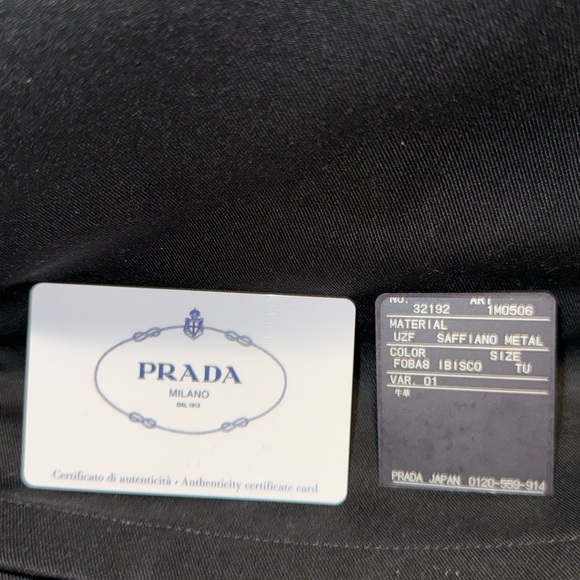 PRADA
MILANO
DAL 1913
Certificato di autenticità • Authenticity certificate card
NO. ART
32192 1M0506
MATERIAL
UZF SAFFIANO METAL
COLOR SIZE
F0BA8 IBISCO TU
VAR. 01
牛革
PRADA JAPAN 0120-559-914